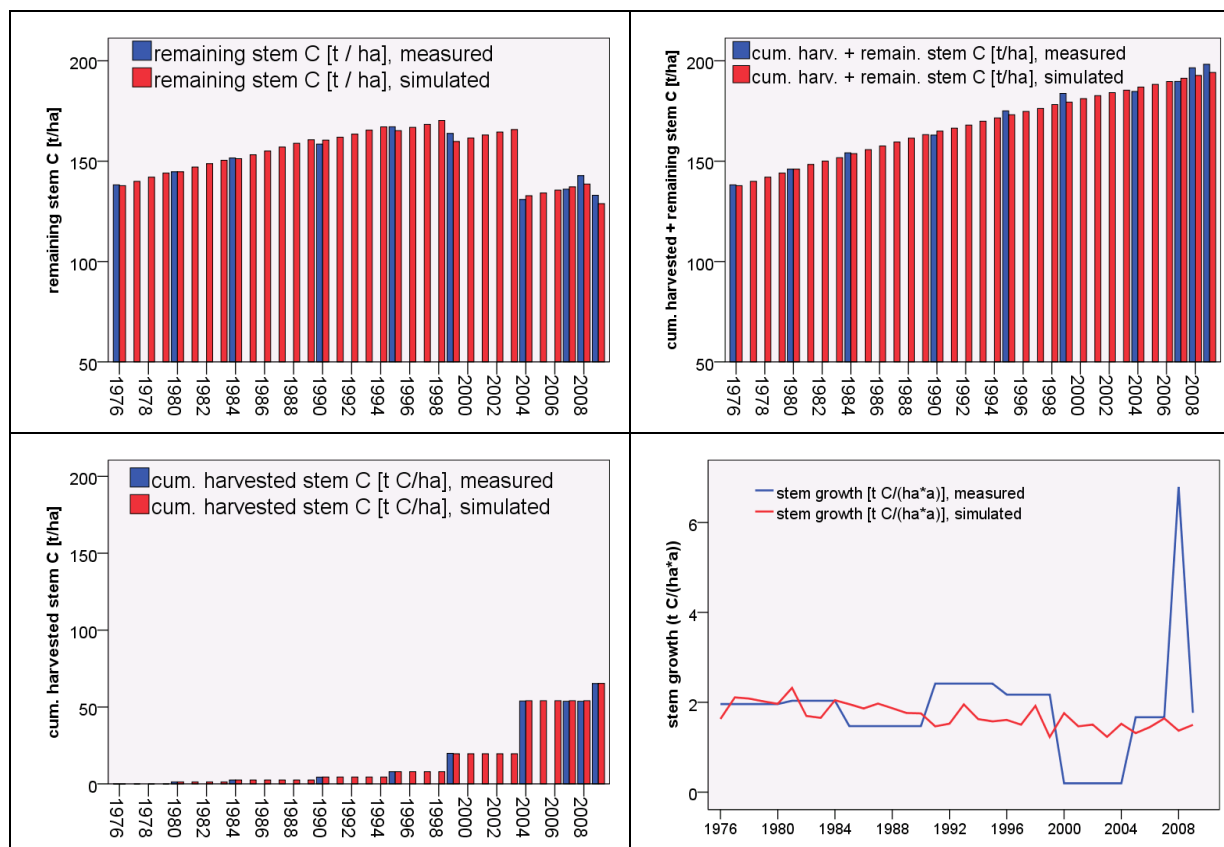 remaining stem C [t / ha], measured
remaining stem C [t / ha], simulated
remaining stem C [t/ha]
200
150
100
50
1976 1978 1980 1982 1984 1986 1988 1990 1992 1994 1996 1998 2000 2002 2004 2006 2008
cum. harv. + remain. stem C [t/ha], measured
cum. harv. + remain. stem C [t/ha], simulated
cum. harvested + remaining stem C [t/ha]
200
150
100
50
1976 1978 1980 1982 1984 1986 1988 1990 1992 1994 1996 1998 2000 2002 2004 2006 2008
cum. harvested stem C [t C/ha], measured
cum. harvested stem C [t C/ha], simulated
cum. harvested stem C [t/ha]
200
150
100
50
0
1976 1978 1980 1982 1984 1986 1988 1990 1992 1994 1996 1998 2000 2002 2004 2006 2008
stem growth [t C/(ha*a)], measured
stem growth [t C/(ha*a)], simulated
stem growth (t C/(ha*a))
6
4
2
0
1976 1980 1984 1988 1992 1996 2000 2004 2008